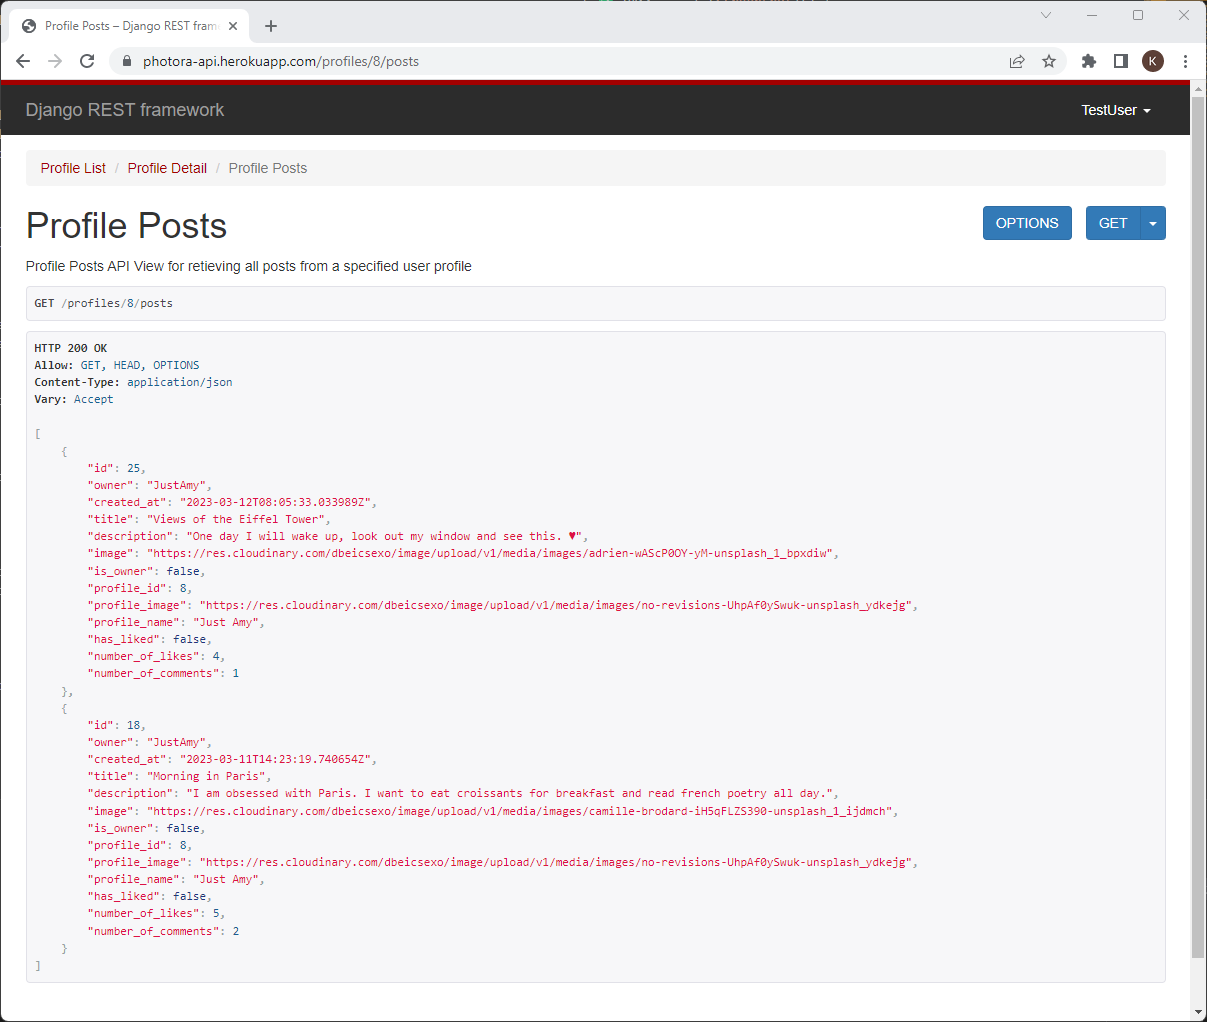 Profile Posts – Django REST fram
photora-api.herokuapp.com/profiles/8/posts
K
Django REST framework
TestUser
Profile List / Profile Detail / Profile Posts
Profile Posts
OPTIONS
GET
Profile Posts API View for retieving all posts from a specified user profile
GET /profiles/8/posts
HTTP 200 OK
Allow: GET, HEAD, OPTIONS
Content-Type: application/json
Vary: Accept
[
{
"id": 25,
"owner": "JustAmy",
"created_at": "2023-03-12T08:05:33.033989Z",
"title": "Views of the Eiffel Tower",
"description": "One day I will wake up, look out my window and see this. ♥",
"image": "https://res.cloudinary.com/dbeicsexo/image/upload/v1/media/images/adrien-wAScP0OY-yM-unsplash_1_bpxdiw",
"is_owner": false,
"profile_id": 8,
"profile_image": "https://res.cloudinary.com/dbeicsexo/image/upload/v1/media/images/no-revisions-UhpAf0ySwuk-unsplash_ydkejg",
"profile_name": "Just Amy",
"has_liked": false,
"number_of_likes": 4,
"number_of_comments": 1
},
{
"id": 18,
"owner": "JustAmy",
"created_at": "2023-03-11T14:23:19.740654Z",
"title": "Morning in Paris",
"description": "I am obsessed with Paris. I want to eat croissants for breakfast and read french poetry all day.",
"image": "https://res.cloudinary.com/dbeicsexo/image/upload/v1/media/images/camille-brodard-iH5qFLZS390-unsplash_1_ijdmch",
"is_owner": false,
"profile_id": 8,
"profile_image": "https://res.cloudinary.com/dbeicsexo/image/upload/v1/media/images/no-revisions-UhpAf0ySwuk-unsplash_ydkejg",
"profile_name": "Just Amy",
"has_liked": false,
"number_of_likes": 5,
"number_of_comments": 2
}
]